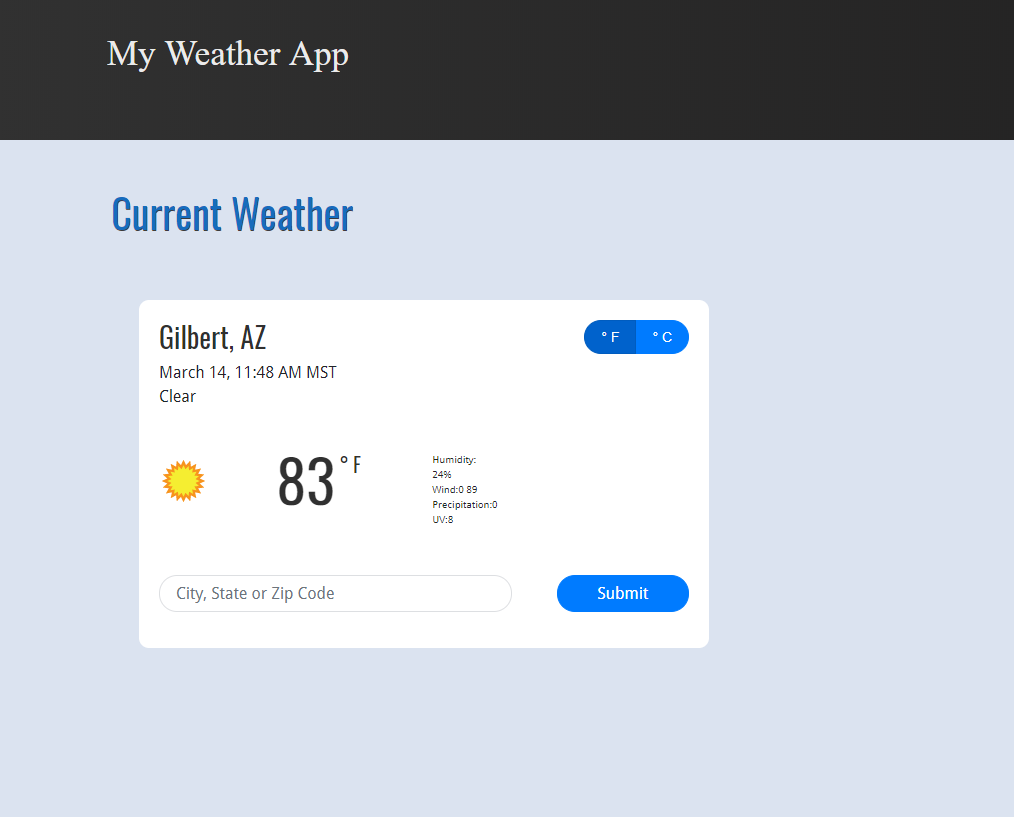 My Weather App
Current Weather
Gilbert, AZ
° F ° C
March 14, 11:48 AM MST
Clear
83 ° F
Humidity:
24%
Wind:0 89
Precipitation:0
UV:8
City, State or Zip Code
Submit